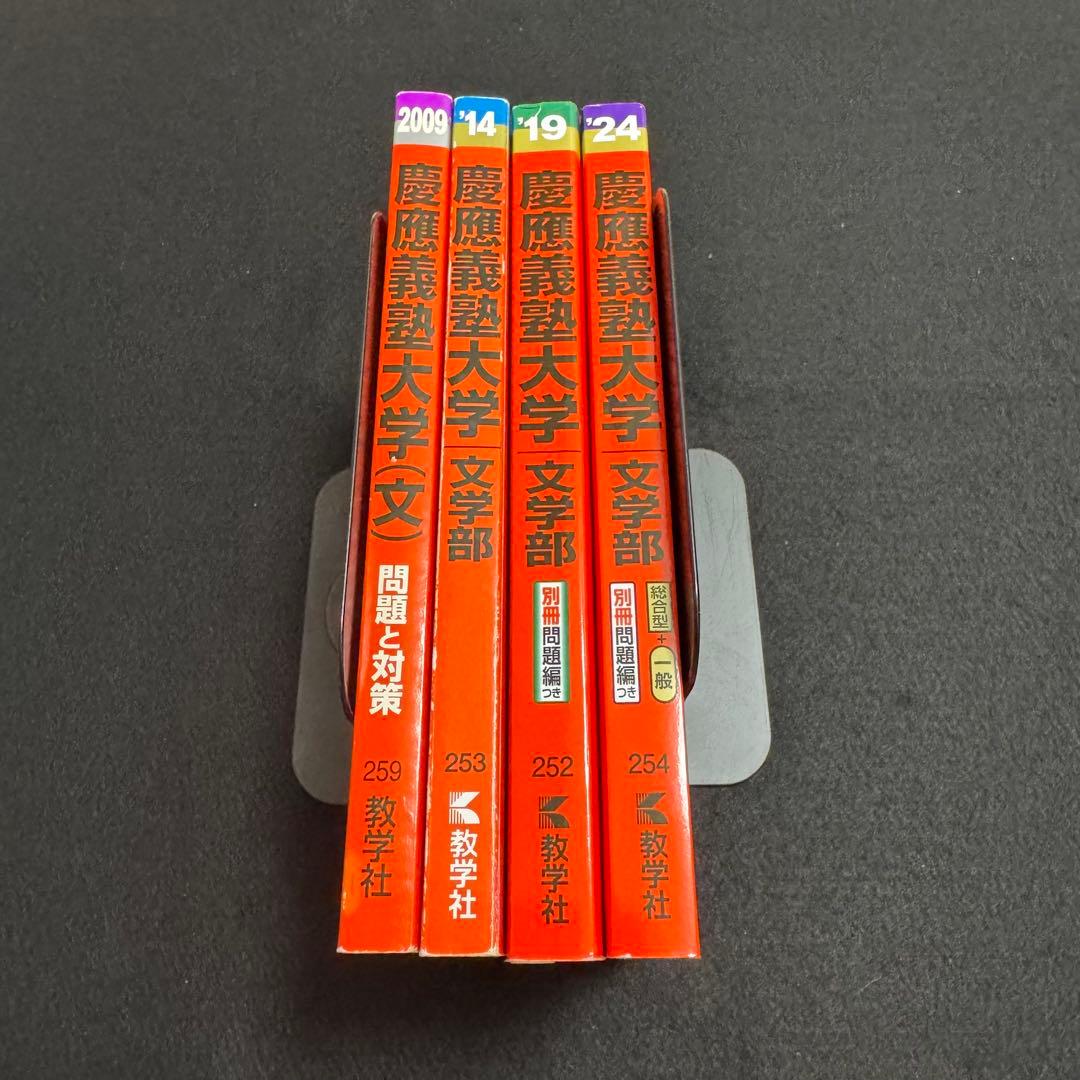 2009
慶應義塾大学(文)
問題と対策
259
教学社
'14
慶應義塾大学
文学部
253
教学社
'19
慶應義塾大学
文学部
別冊問題編つき
252
教学社
'24
慶應義塾大学
文学部
別冊問題編つき
総合型
+
一般
254
教学社